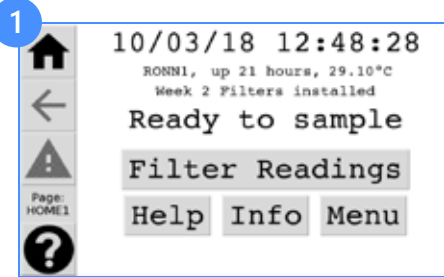 1
10/03/18 12:48:28
RONN1, up 21 hours, 29.10°C
Week 2 Filters installed
Ready to sample
Filter Readings
Page:
HOME1
Help Info Menu
?